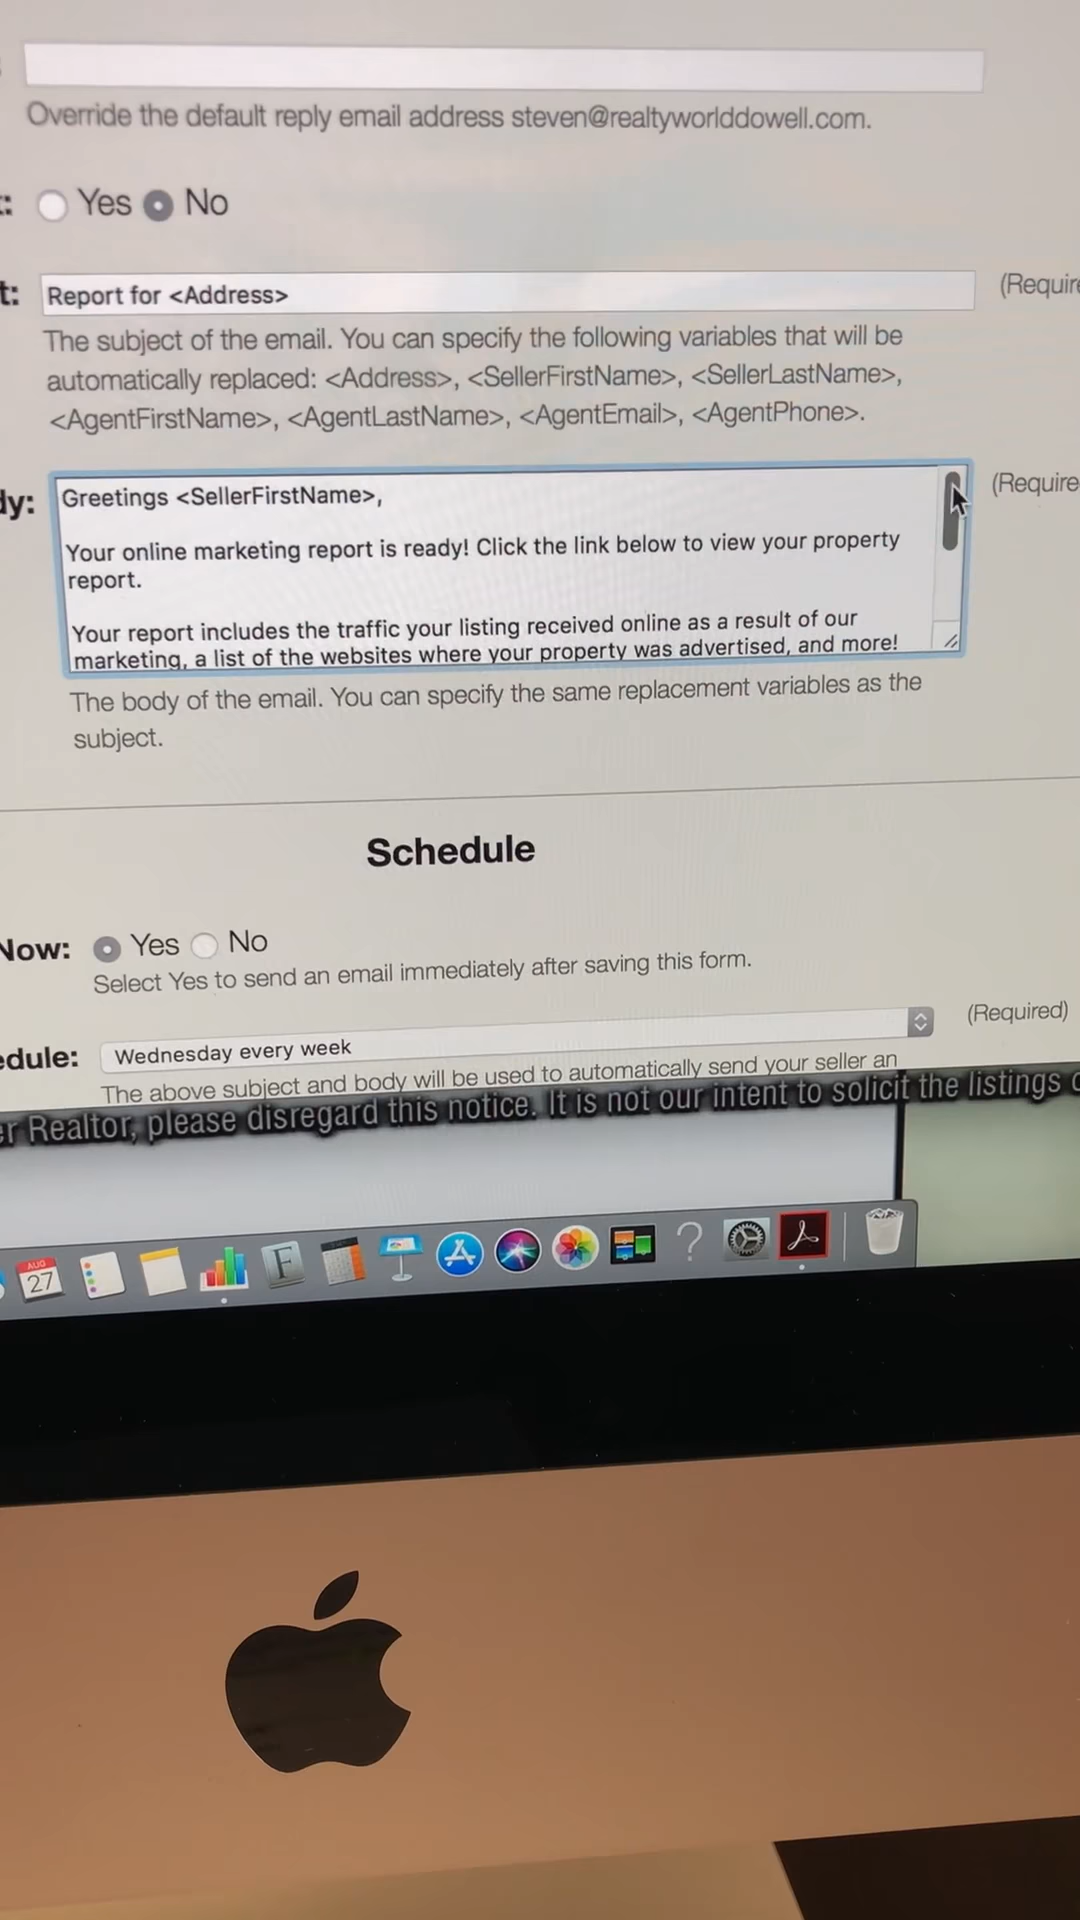 Override the default reply email address steven@realtyworlddowell.com.
Yes No
Report for <Address>
The subject of the email. You can specify the following variables that will be
automatically replaced: <Address>, <SellerFirstName>, <SellerLastName>,
<AgentFirstName>, <AgentLastName>, <AgentEmail>, <AgentPhone>.
Greetings <SellerFirstName>,
Your online marketing report is ready! Click the link below to view your property
report.
Your report includes the traffic your listing received online as a result of our
marketing, a list of the websites where your property was advertised, and more!
The body of the email. You can specify the same replacement variables as the
subject.
Schedule
Now: Yes No
Select Yes to send an email immediately after saving this form.
(Required)
Wednesday every week
The above subject and body will be used to automatically send your seller an
Realtor, please disregard this notice. It is not our intent to solicit the listings
AUG
27